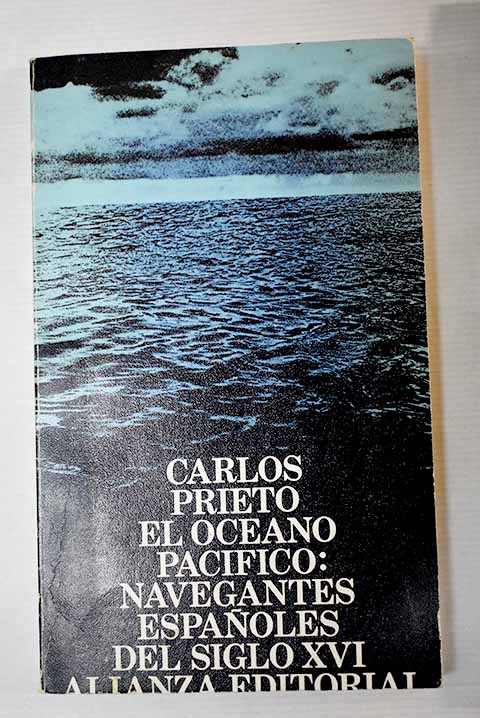 CARLOS
PRIETO
EL OCEANO
PACIFICO:
NAVEGANTES
ESPAÑOLES
DEL SIGLO XVI
ALIANZA EDITORIAL